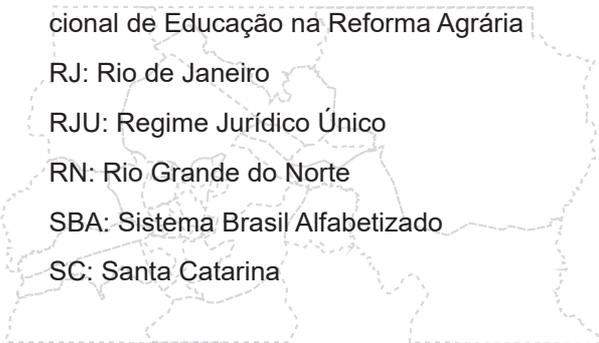 cional de Educação na Reforma Agrária
RJ: Rio de Janeiro
RJU: Regime Jurídico Único
RN: Rio Grande do Norte
SBA: Sistema Brasil Alfabetizado
SC: Santa Catarina